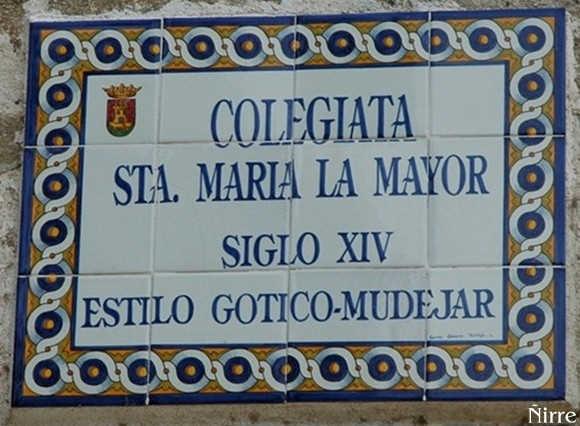 COLEGIATA
STA. MARIA LA MAYOR
SIGLO XIV
ESTILO GOTICO-MUDEJAR
Ñirre